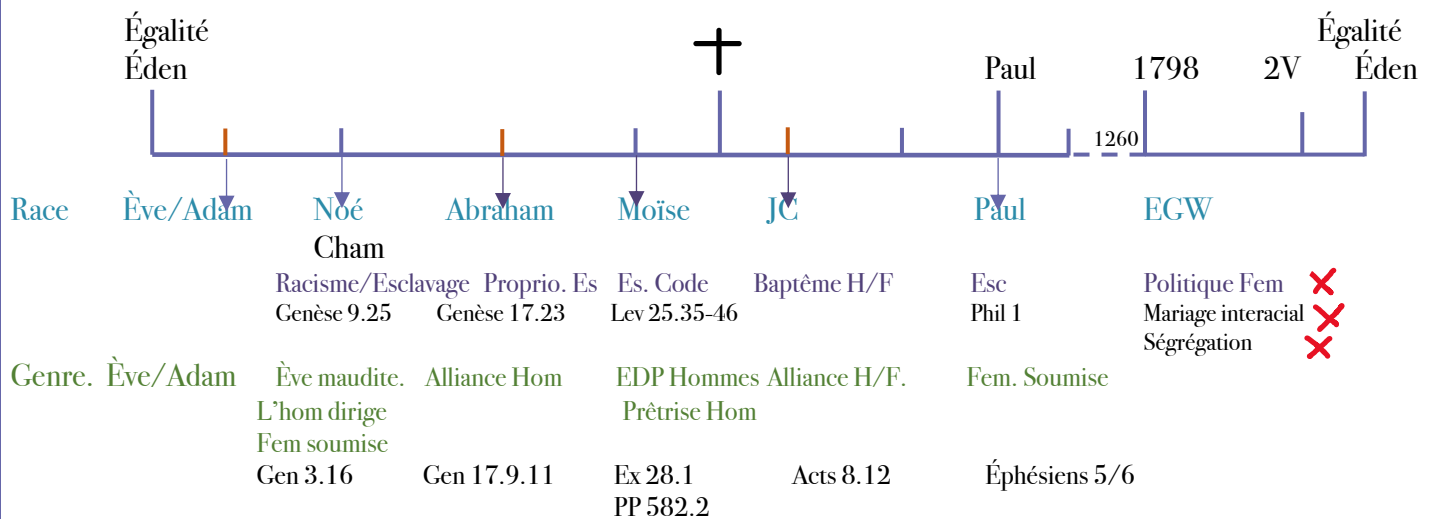 Égalité
Éden
Égalité
Paul 1798 2V Éden
1260
Race Ève/Adam Noé Abraham Moïse JC Paul EGW
Cham
Racisme/Esclavage Proprio. Es Es. Code Baptême H/F Esc Politique Fem
Genèse 9.25 Genèse 17.23 Lev 25.35-46 Phil 1 Mariage interacial
Ségrégation
Genre. Ève/Adam Ève maudite. Alliance Hom EDP Hommes Alliance H/F. Fem. Soumise
L'hom dirige Prêtrise Hom
Fem soumise
Gen 3.16 Gen 17.9.11 Ex 28.1 Acts 8.12 Éphésiens 5/6
PP 582.2